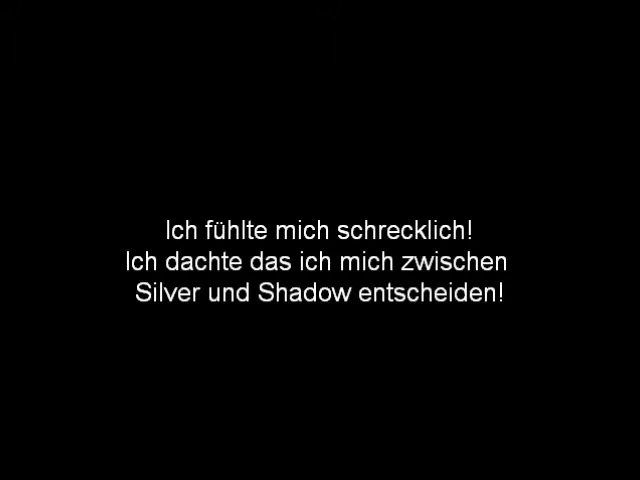 Ich fühlte mich schrecklich!
Ich dachte das ich mich zwischen
Silver und Shadow entscheiden!